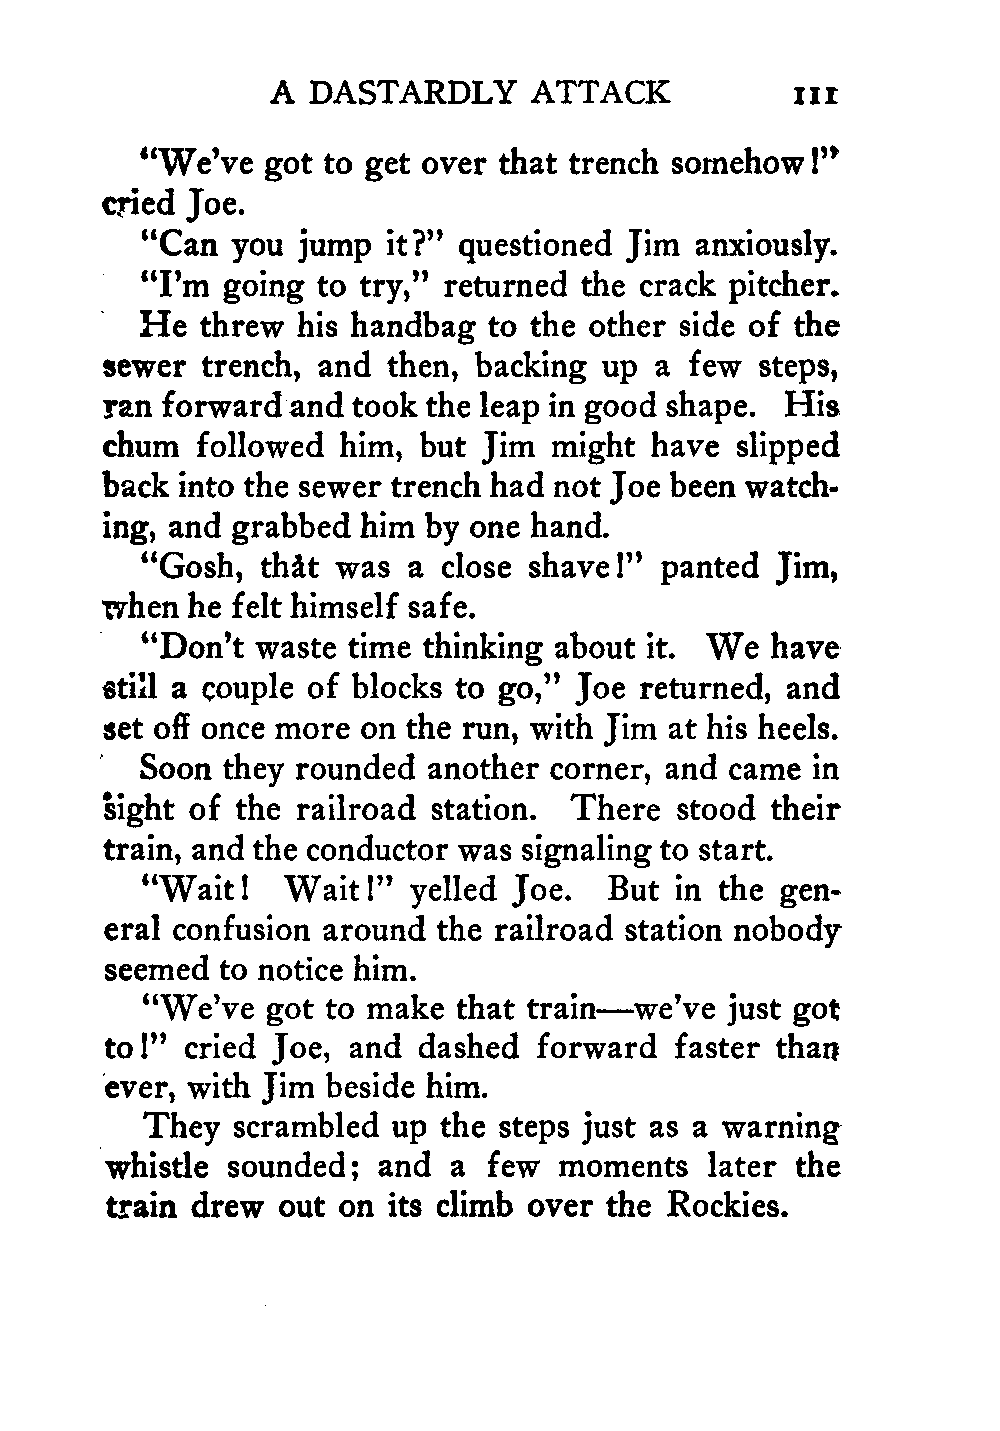 A DASTARDLY ATTACK 111
"We've got to get over that trench somehow!"
cried Joe.
"Can you jump it?" questioned Jim anxiously.
"I'm going to try," returned the crack pitcher.
He threw his handbag to the other side of the
sewer trench, and then, backing up a few steps,
ran forward and took the leap in good shape. His
chum followed him, but Jim might have slipped
back into the sewer trench had not Joe been watch-
ing, and grabbed him by one hand.
"Gosh, that was a close shave!" panted Jim,
when he felt himself safe.
"Don't waste time thinking about it. We have
still a couple of blocks to go," Joe returned, and
set off once more on the run, with Jim at his heels.
Soon they rounded another corner, and came in
sight of the railroad station. There stood their
train, and the conductor was signaling to start.
"Wait! Wait!" yelled Joe. But in the gen-
eral confusion around the railroad station nobody
seemed to notice him.
"We've got to make that train—we've just got
to!" cried Joe, and dashed forward faster than
ever, with Jim beside him.
They scrambled up the steps just as a warning
whistle sounded; and a few moments later the
train drew out on its climb over the Rockies.